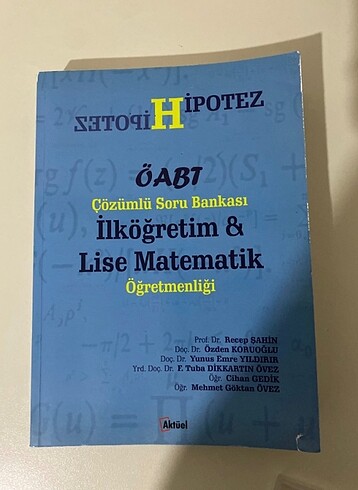 HİPOTEZ
HİPOTEZ
ÖABT
Çözümlü Soru Bankası
İlköğretim &
Lise Matematik
Öğretmenliği
Prof. Dr. Recep ŞAHİN
Doç. Dr. Özden KORUOĞLU
Doç. Dr. Yunus Emre YILDIRIR
Yrd. Doç. Dr. F. Tuba DİKKARTIN ÖVEZ
Öğr. Cihan GEDİK
Öğr. Mehmet Göktan ÖVEZ
Aktüel